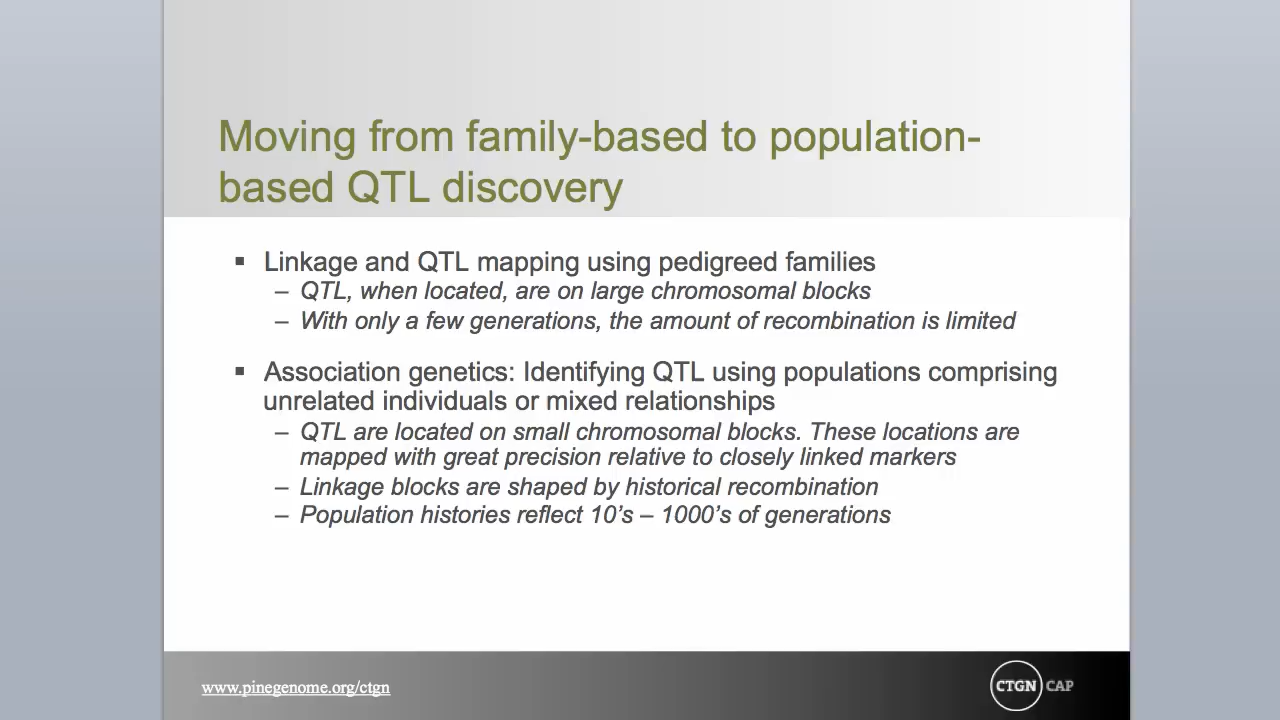 Moving from family-based to population-
based QTL discovery
▪ Linkage and QTL mapping using pedigreed families
– QTL, when located, are on large chromosomal blocks
– With only a few generations, the amount of recombination is limited
▪ Association genetics: Identifying QTL using populations comprising
unrelated individuals or mixed relationships
– QTL are located on small chromosomal blocks. These locations are
mapped with great precision relative to closely linked markers
– Linkage blocks are shaped by historical recombination
– Population histories reflect 10’s – 1000’s of generations
www.pinegenome.org/ctgn
CTGN CAP